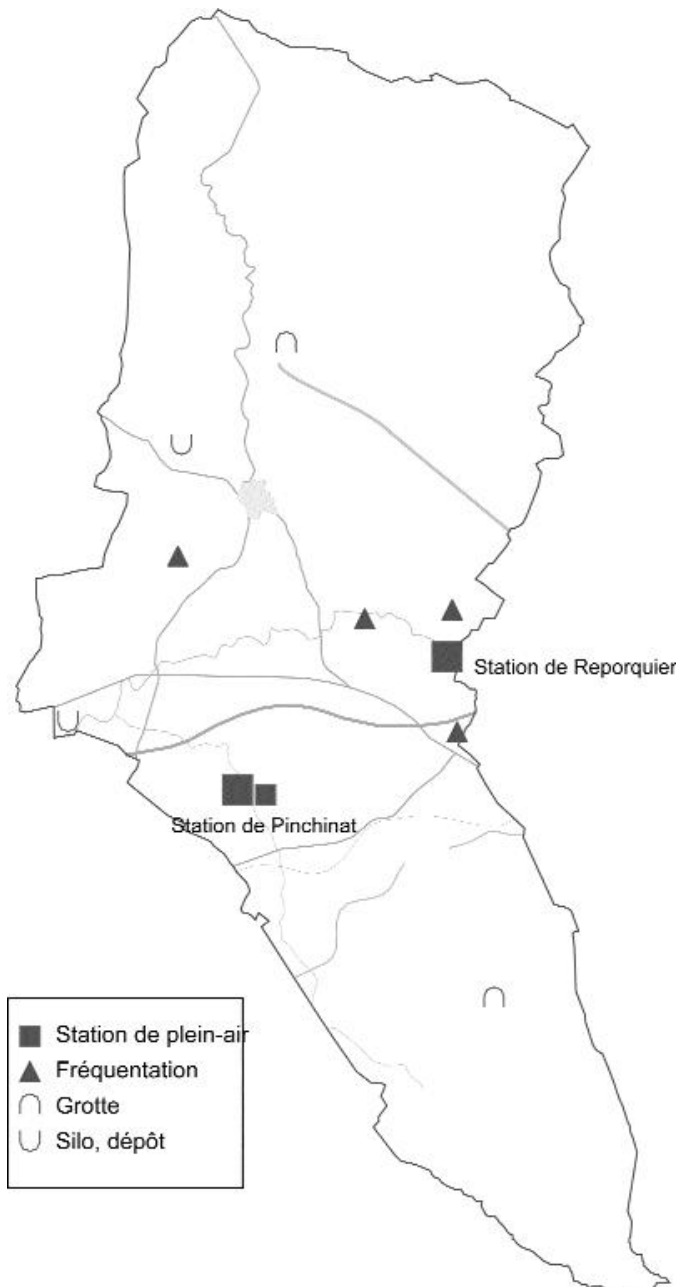 Station de Reporquier
Station de Pinchinat
Station de plein-air
Fréquentation
Grotte
Silo, dépôt